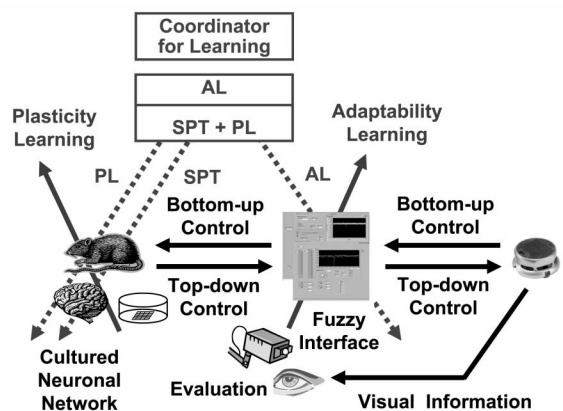 Coordinator
for Learning
AL
SPT + PL
Plasticity
Learning
Adaptability
Learning
PL
SPT
AL
Bottom-up
Control
Bottom-up
Control
Top-down
Control
Top-down
Control
Fuzzy
Interface
Cultured
Neuronal
Network
Evaluation
Visual Information